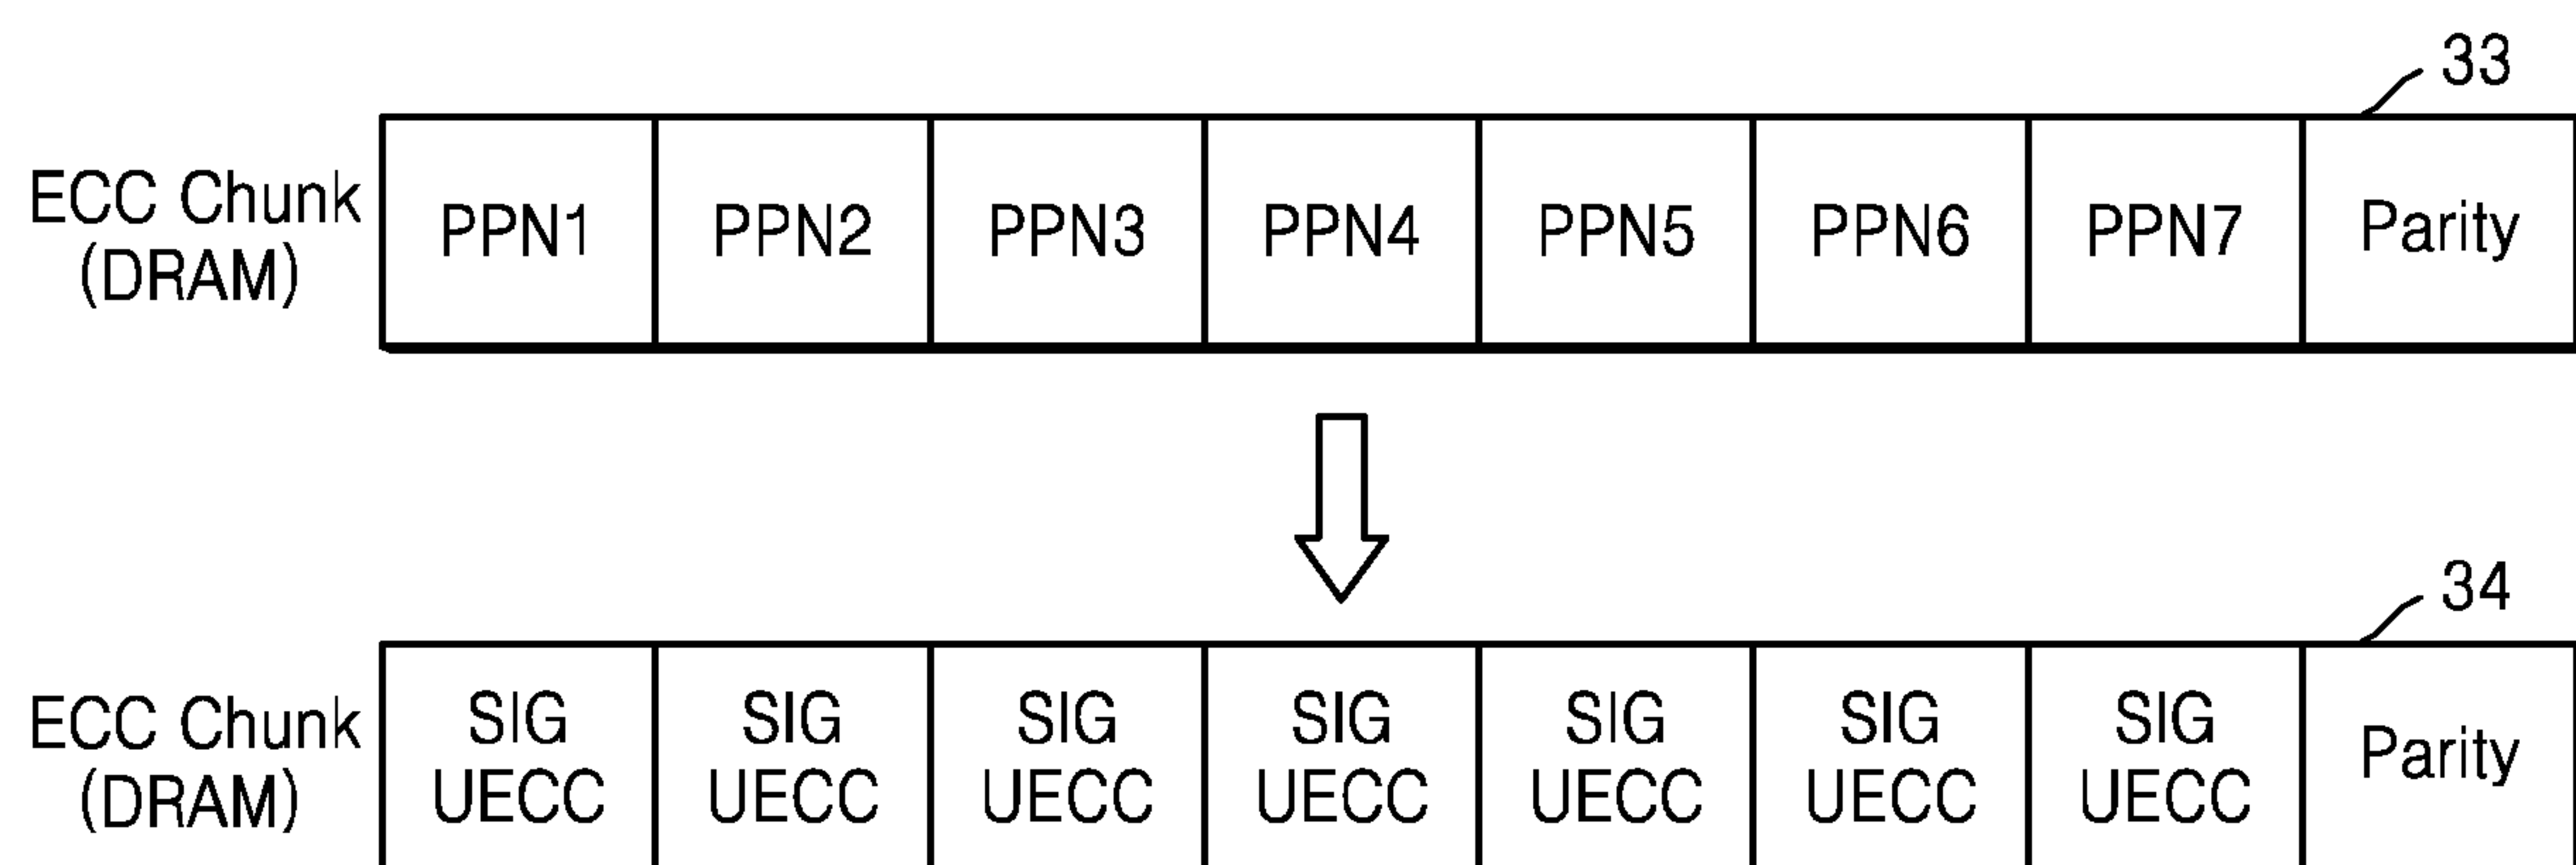 33
ECC Chunk
(DRAM)
PPN1 PPN2 PPN3 PPN4 PPN5 PPN6 PPN7 Parity
34
ECC Chunk
(DRAM)
SIG SIG SIG SIG SIG SIG SIG
UECC UECC UECC UECC UECC UECC UECC
Parity